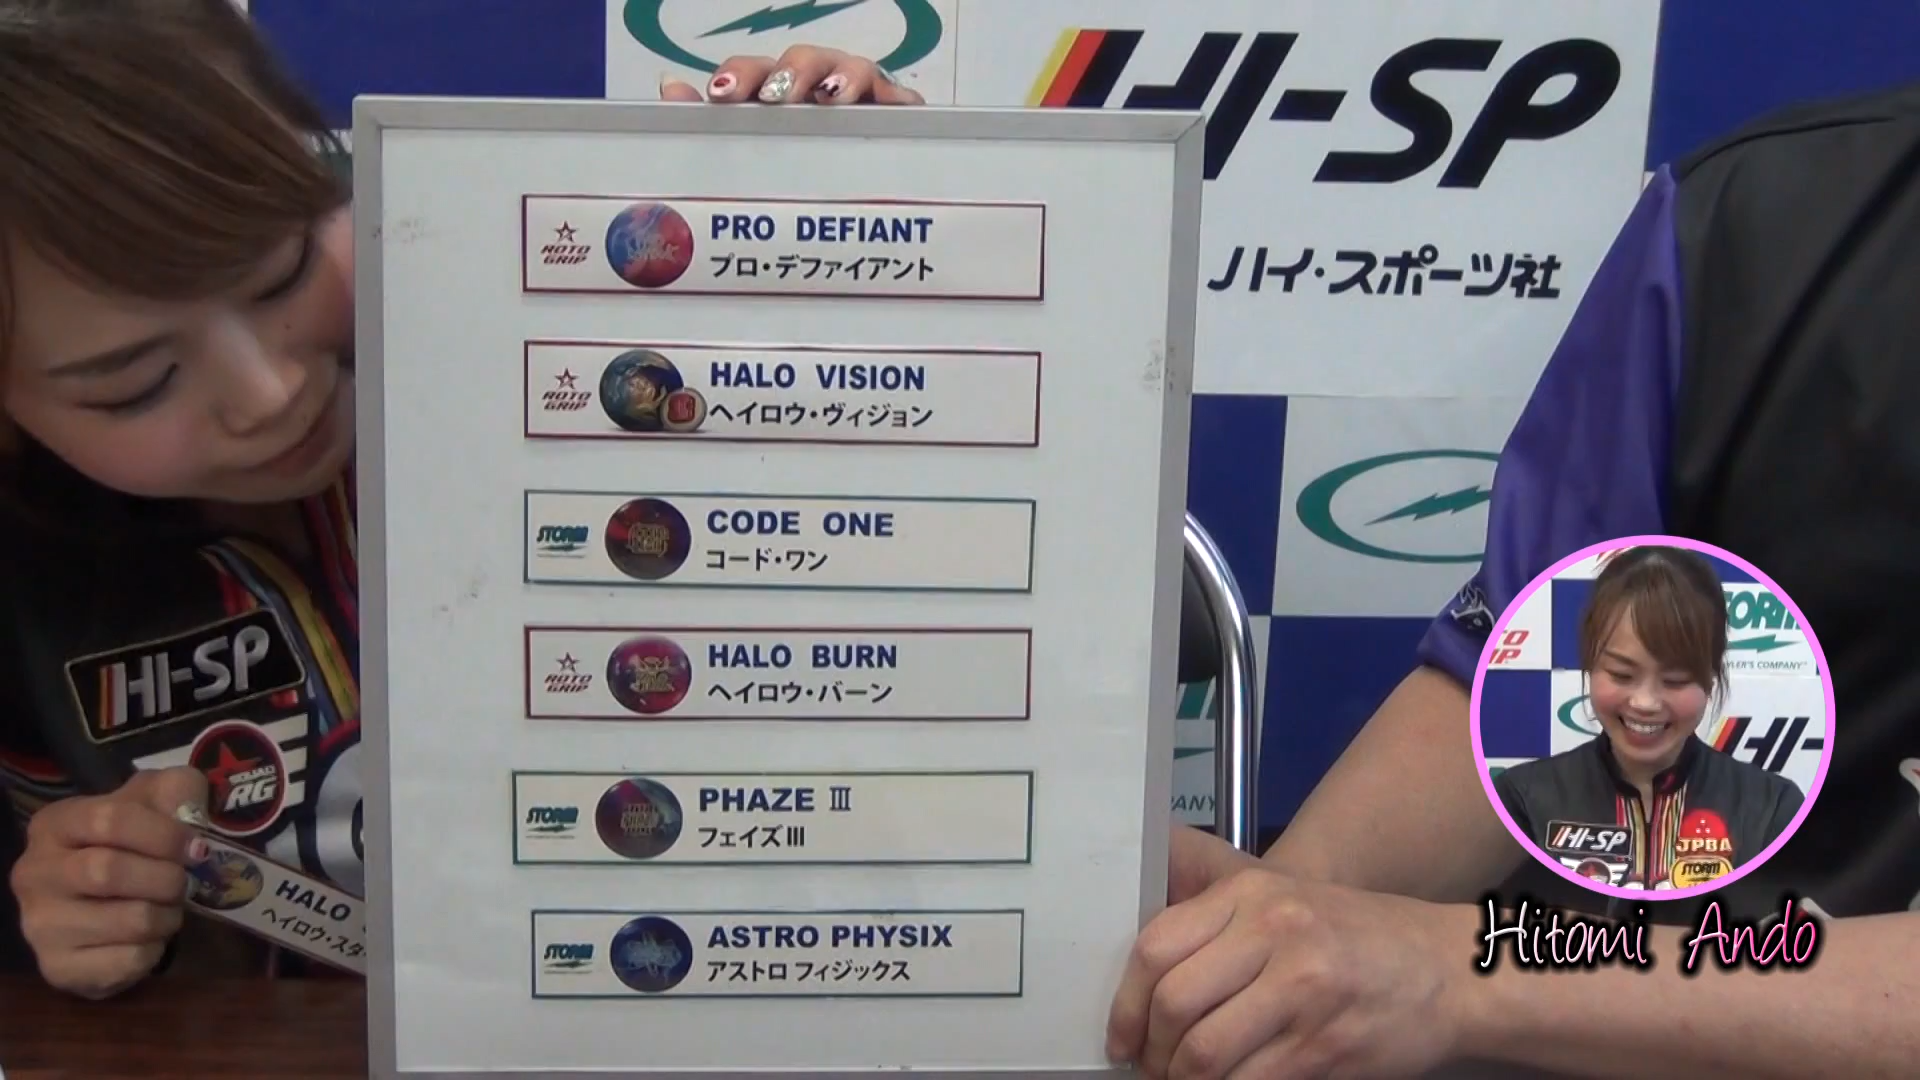 HI-SP
ハイ・スポーツ社
ROTO
GRIP
PRO DEFIANT
プロ・デファイアント
ROTO
GRIP
HALO VISION
ヘイロウ・ヴィジョン
STORM
CODE ONE
コード・ワン
ROTO
GRIP
HALO BURN
ヘイロウ・バーン
STORM
PHAZE III
フェイズIII
STORM
ASTRO PHYSIX
アストロ フィジックス
HI-SP
SQUAD
RG
HALO
ヘイロウ・スタ
HI-SP
JPBA
STORM
Hitomi Ando